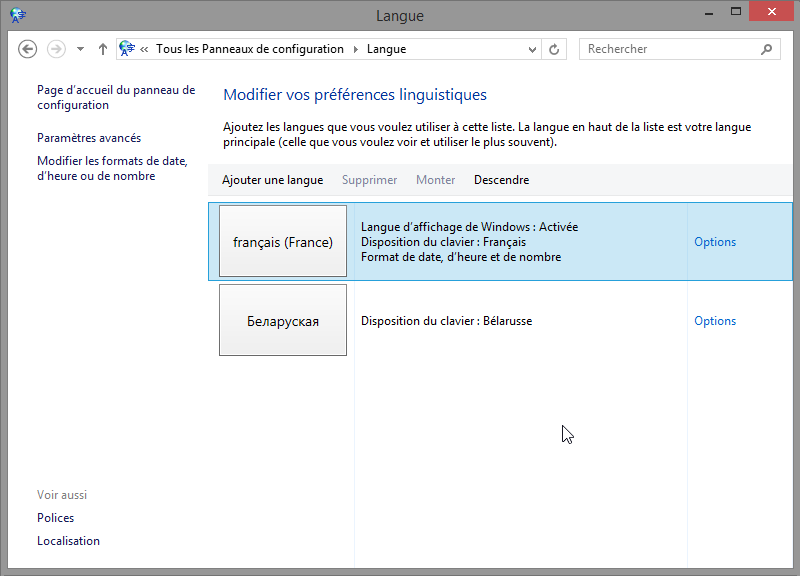 Langue
« Tous les Panneaux de configuration Langue
Rechercher
Page d'accueil du panneau de
configuration
Paramètres avancés
Modifier les formats de date,
d'heure ou de nombre
Modifier vos préférences linguistiques
Ajoutez les langues que vous voulez utiliser à cette liste. La langue en haut de la liste est votre langue
principale (celle que vous voulez voir et utiliser le plus souvent).
Ajouter une langue Supprimer Monter Descendre
français (France)
Langue d'affichage de Windows : Activée
Disposition du clavier : Français
Format de date, d'heure et de nombre
Options
Беларуская
Disposition du clavier : Bélarusse
Options
Voir aussi
Polices
Localisation